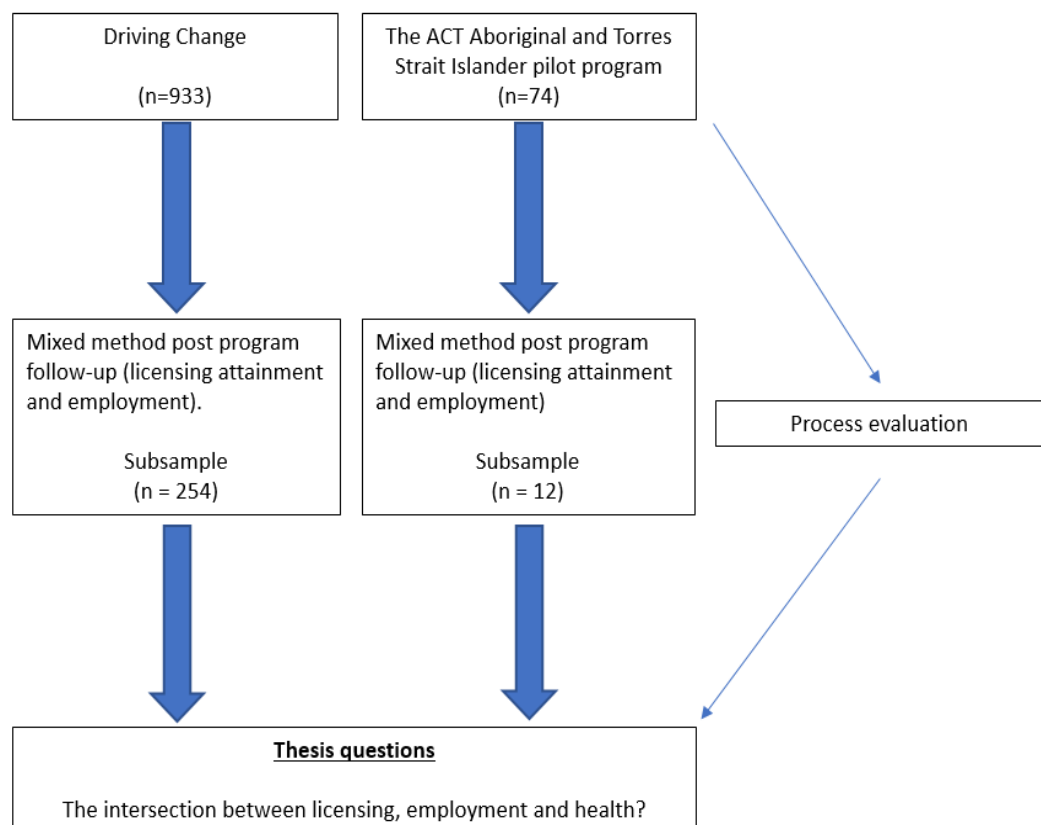 Driving Change
(n=933)
The ACT Aboriginal and Torres
Strait Islander pilot program
(n=74)
Mixed method post program
follow-up (licensing attainment
and employment).
Subsample
(n = 254)
Mixed method post program
follow-up (licensing attainment
and employment)
Subsample
(n = 12)
Process evaluation
Thesis questions
The intersection between licensing, employment and health?